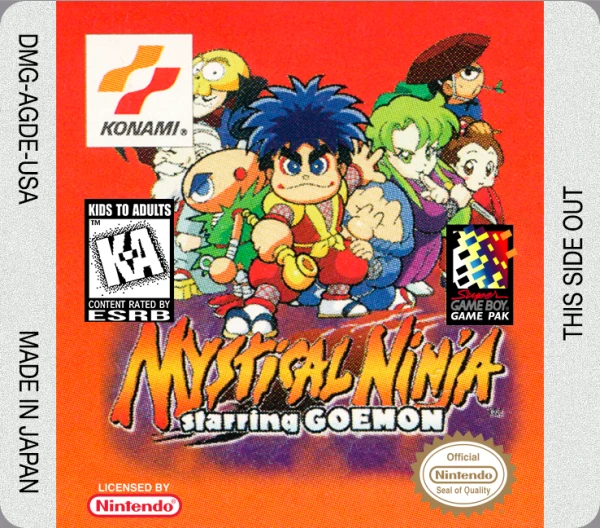 DMG-AGDE-USA
MADE IN JAPAN
KONAMI®
KIDS TO ADULTS
TM
KA
CONTENT RATED BY
ESRB
Super
GAME BOY
GAME PAK
MYSTICAL NINJA
starring GOEMON
LICENSED BY
Nintendo
Official
Nintendo
Seal of Quality
THIS SIDE OUT